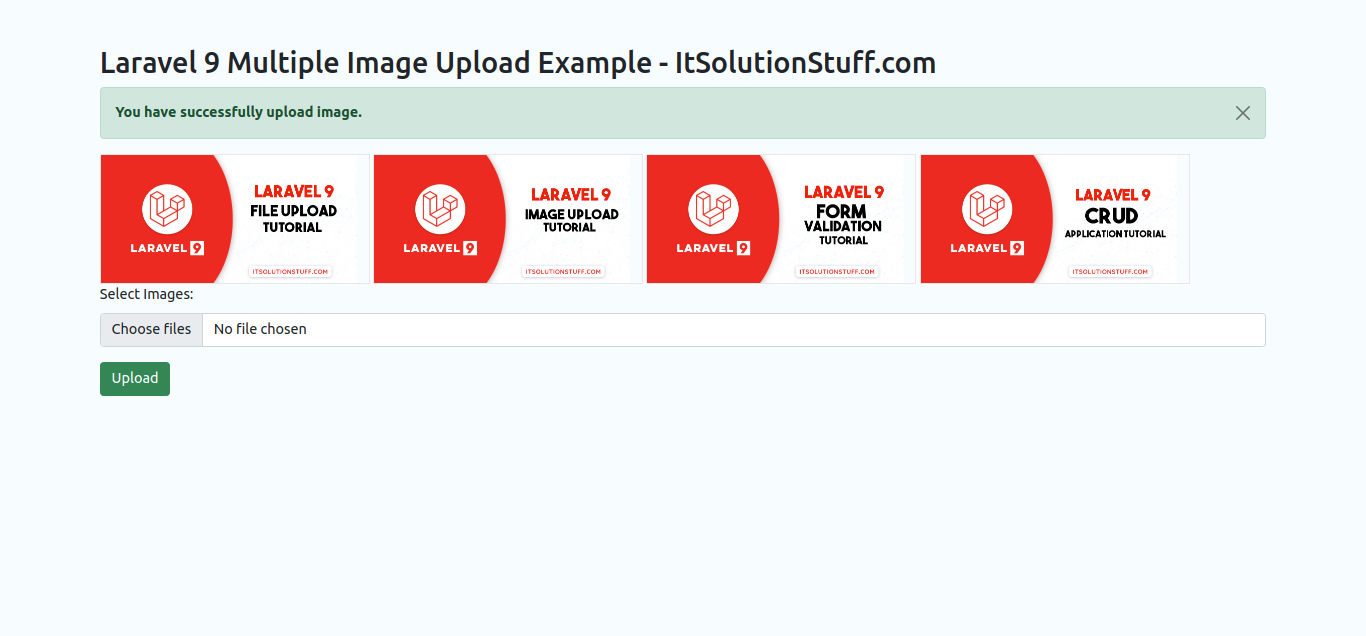 Laravel 9 Multiple Image Upload Example - ItSolutionStuff.com
You have successfully upload image.
LARAVEL 9
FILE UPLOAD
TUTORIAL
LARAVEL 9
ITSOLUTIONSTUFF.COM
LARAVEL 9
IMAGE UPLOAD
TUTORIAL
LARAVEL 9
ITSOLUTIONSTUFF.COM
LARAVEL 9
FORM
VALIDATION
TUTORIAL
LARAVEL 9
ITSOLUTIONSTUFF.COM
LARAVEL 9
CRUD
APPLICATION TUTORIAL
LARAVEL 9
ITSOLUTIONSTUFF.COM
Select Images:
Choose files No file chosen
Upload